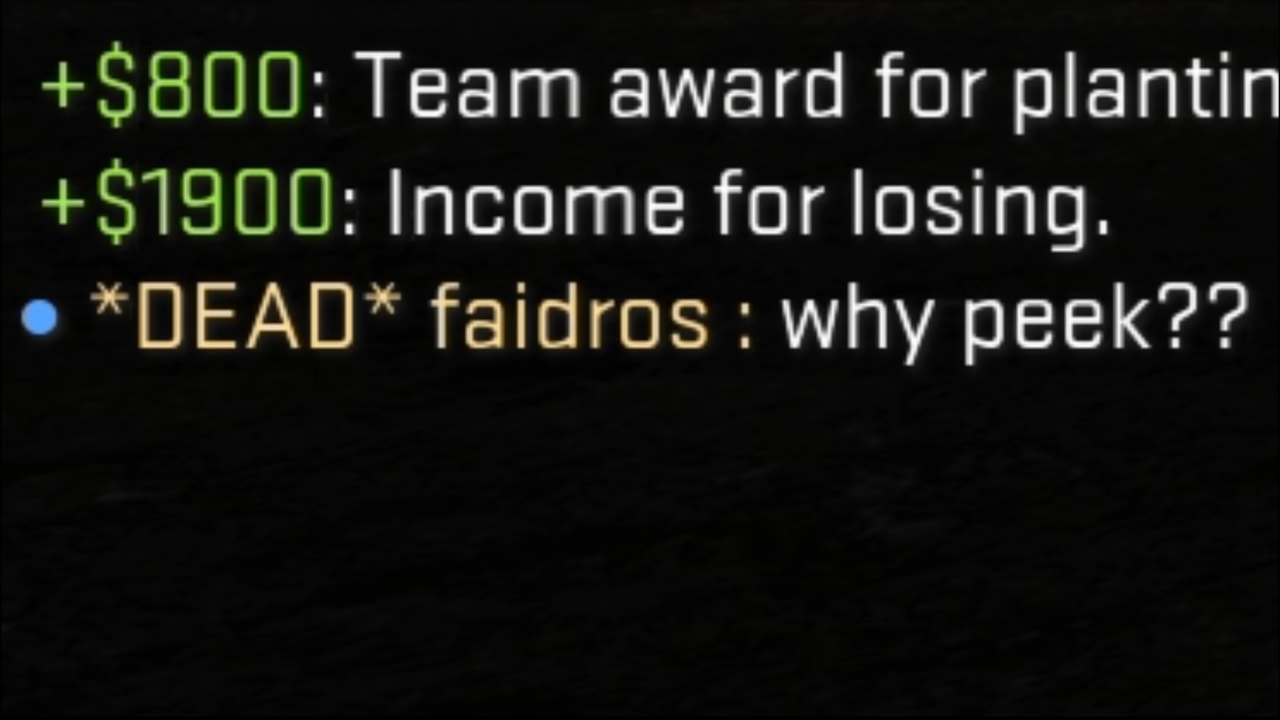 +$800: Team award for plantin
+$1900: Income for losing.
*DEAD* faidros : why peek??